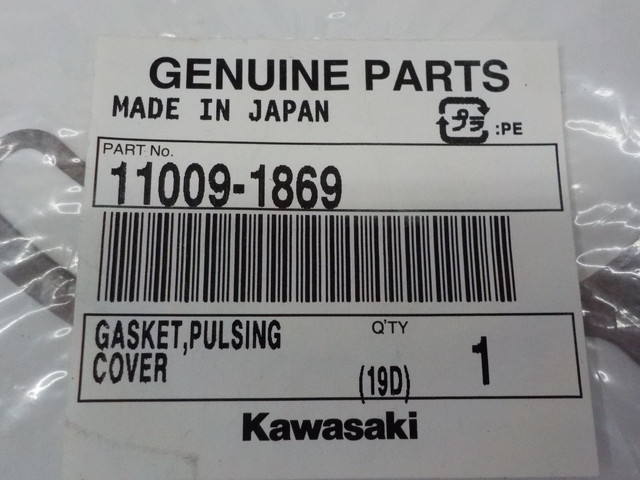 GENUINE PARTS
MADE IN JAPAN
プラ :PE
PART No.
11009-1869
GASKET,PULSING
COVER
Q'TY
(19D)
1
Kawasaki